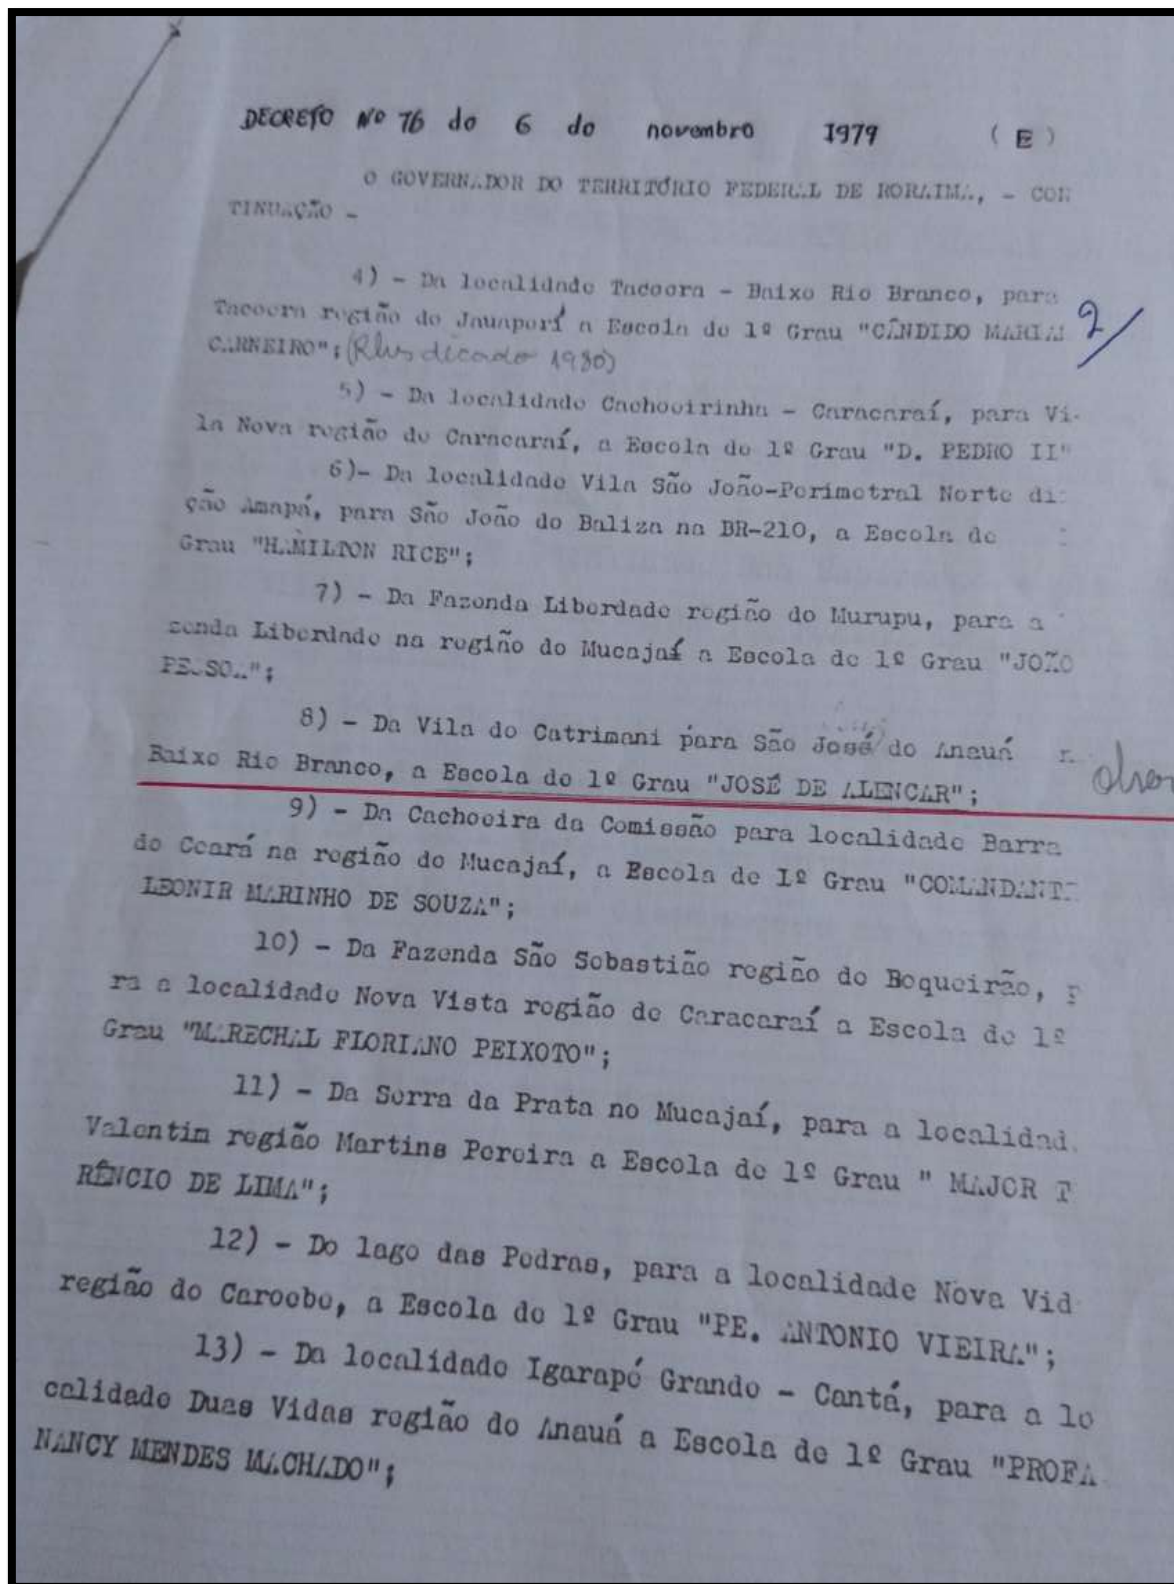 DECRETO Nº 76 de 6 de novembro 1979 (E)
O GOVERNADOR DO TERRITÓRIO FEDERAL DE RORAIMA, - CON
TINUAÇÃO -
4) - Da localidade Tacoora - Baixo Rio Branco, para
Tacoora região do Jauaperí a Escola de 1º Grau "CÂNDIDO MARIA
CARNEIRO"; 1980)
2/
5) - Da localidade Cachoeirinha - Caracaraí, para Vi-
la Nova região de Caracaraí, a Escola de 1º Grau "D. PEDRO II"
6)- Da localidade Vila São João-Perimetral Norte di
ção Amapá, para São João do Baliza na BR-210, a Escola de
Grau "HAMILTON RICE";
7) - Da Fazenda Liberdade região do Murupu, para a
zenda Liberdade na região do Mucajaí a Escola de 1º Grau "JOÃO
PESSOA";
8) - Da Vila do Catrimani para São José do Anauá
Baixo Rio Branco, a Escola de 1º Grau "JOSÉ DE ALENCAR";
9) - Da Cachoeira da Comissão para localidade Barra
do Ceará na região do Mucajaí, a Escola de Iº Grau "COMANDANTE
LEONIR MARINHO DE SOUZA";
10) - Da Fazenda São Sebastião região do Boqueirão, p
ra a localidade Nova Vista região de Caracaraí a Escola de 1º
Grau "MARECHAL FLORIANO PEIXOTO";
11) - Da Serra da Prata no Mucajaí, para a localidad
Valentim região Martins Pereira a Escola de 1º Grau " MAJOR T
RÊNCIO DE LIMA";
12) - Do lago das Pedras, para a localidade Nova Vid
região do Caroebe, a Escola de 1º Grau "PE. ANTONIO VIEIRA";
13) - Da localidade Igarapé Grande - Cantá, para a lo
calidade Duas Vidas região do Anauá a Escola de 1º Grau "PROFA
NANCY MENDES MACHADO";